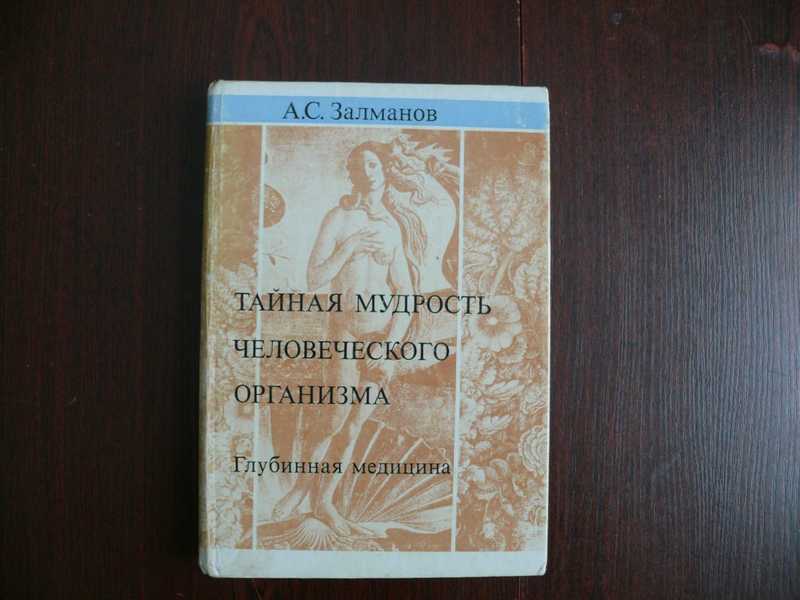 А.С. Залманов
ТАЙНАЯ МУДРОСТЬ
ЧЕЛОВЕЧЕСКОГО
ОРГАНИЗМА
Глубинная медицина